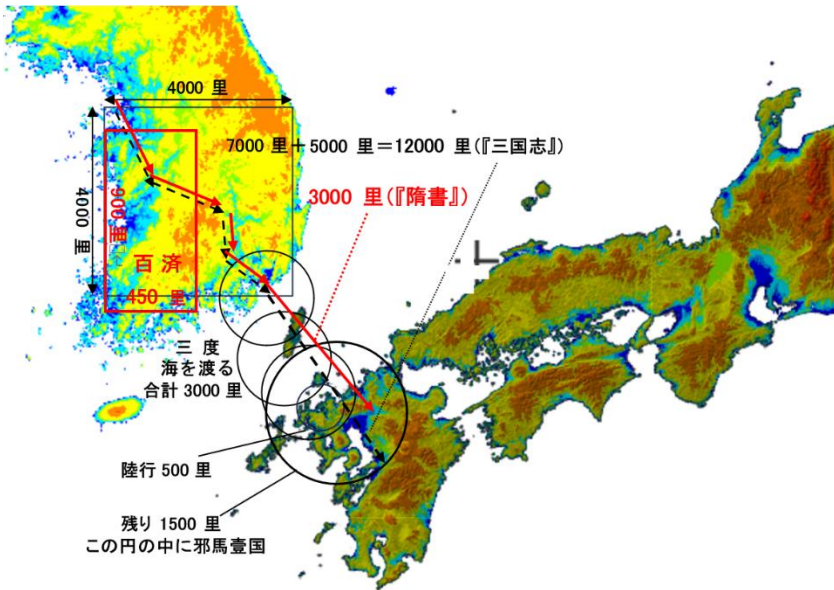 4000 里
7000 里＋5000 里＝12000 里(『三国志』)
3000 里(『隋書』)
4000 里
900 里
百 済
450 里
三 度
海を渡る
合計 3000 里
陸行 500 里
残り 1500 里
この円の中に邪馬壹国